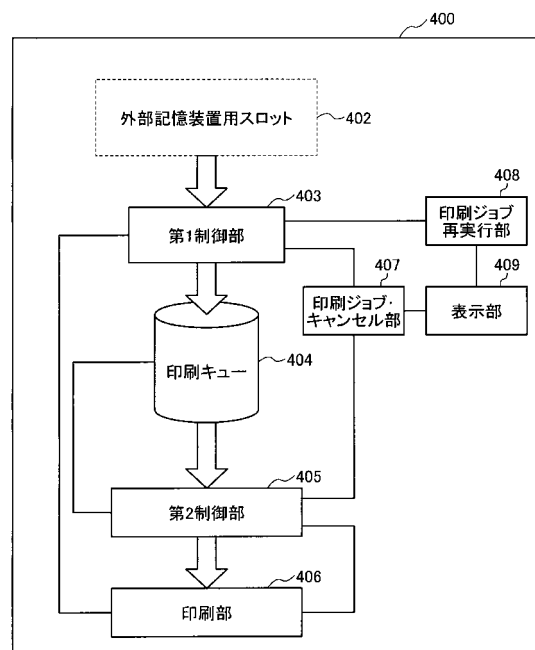 400
外部記憶装置用スロット
402
403
第1制御部
408
印刷ジョブ
再実行部
407
印刷ジョブ・
キャンセル部
409
表示部
印刷キュー
404
405
第2制御部
406
印刷部